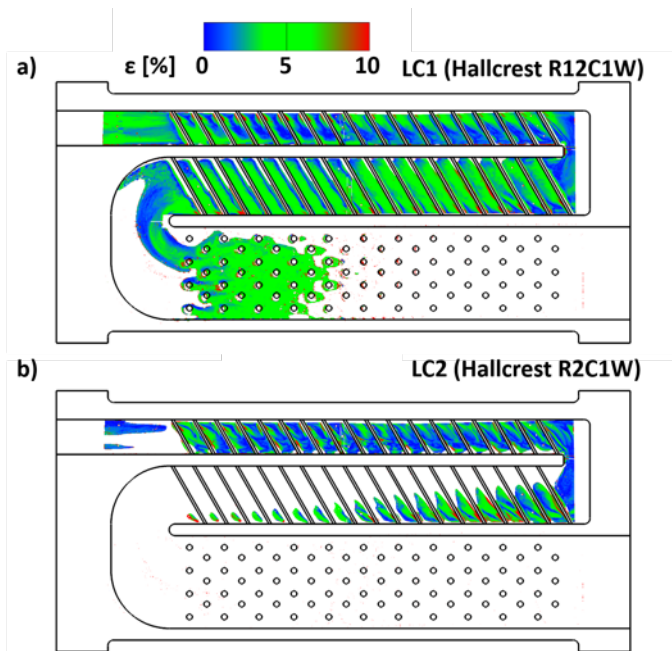 ε [%] 0 5 10
a) LC1 (Hallcrest R12C1W)
b) LC2 (Hallcrest R2C1W)